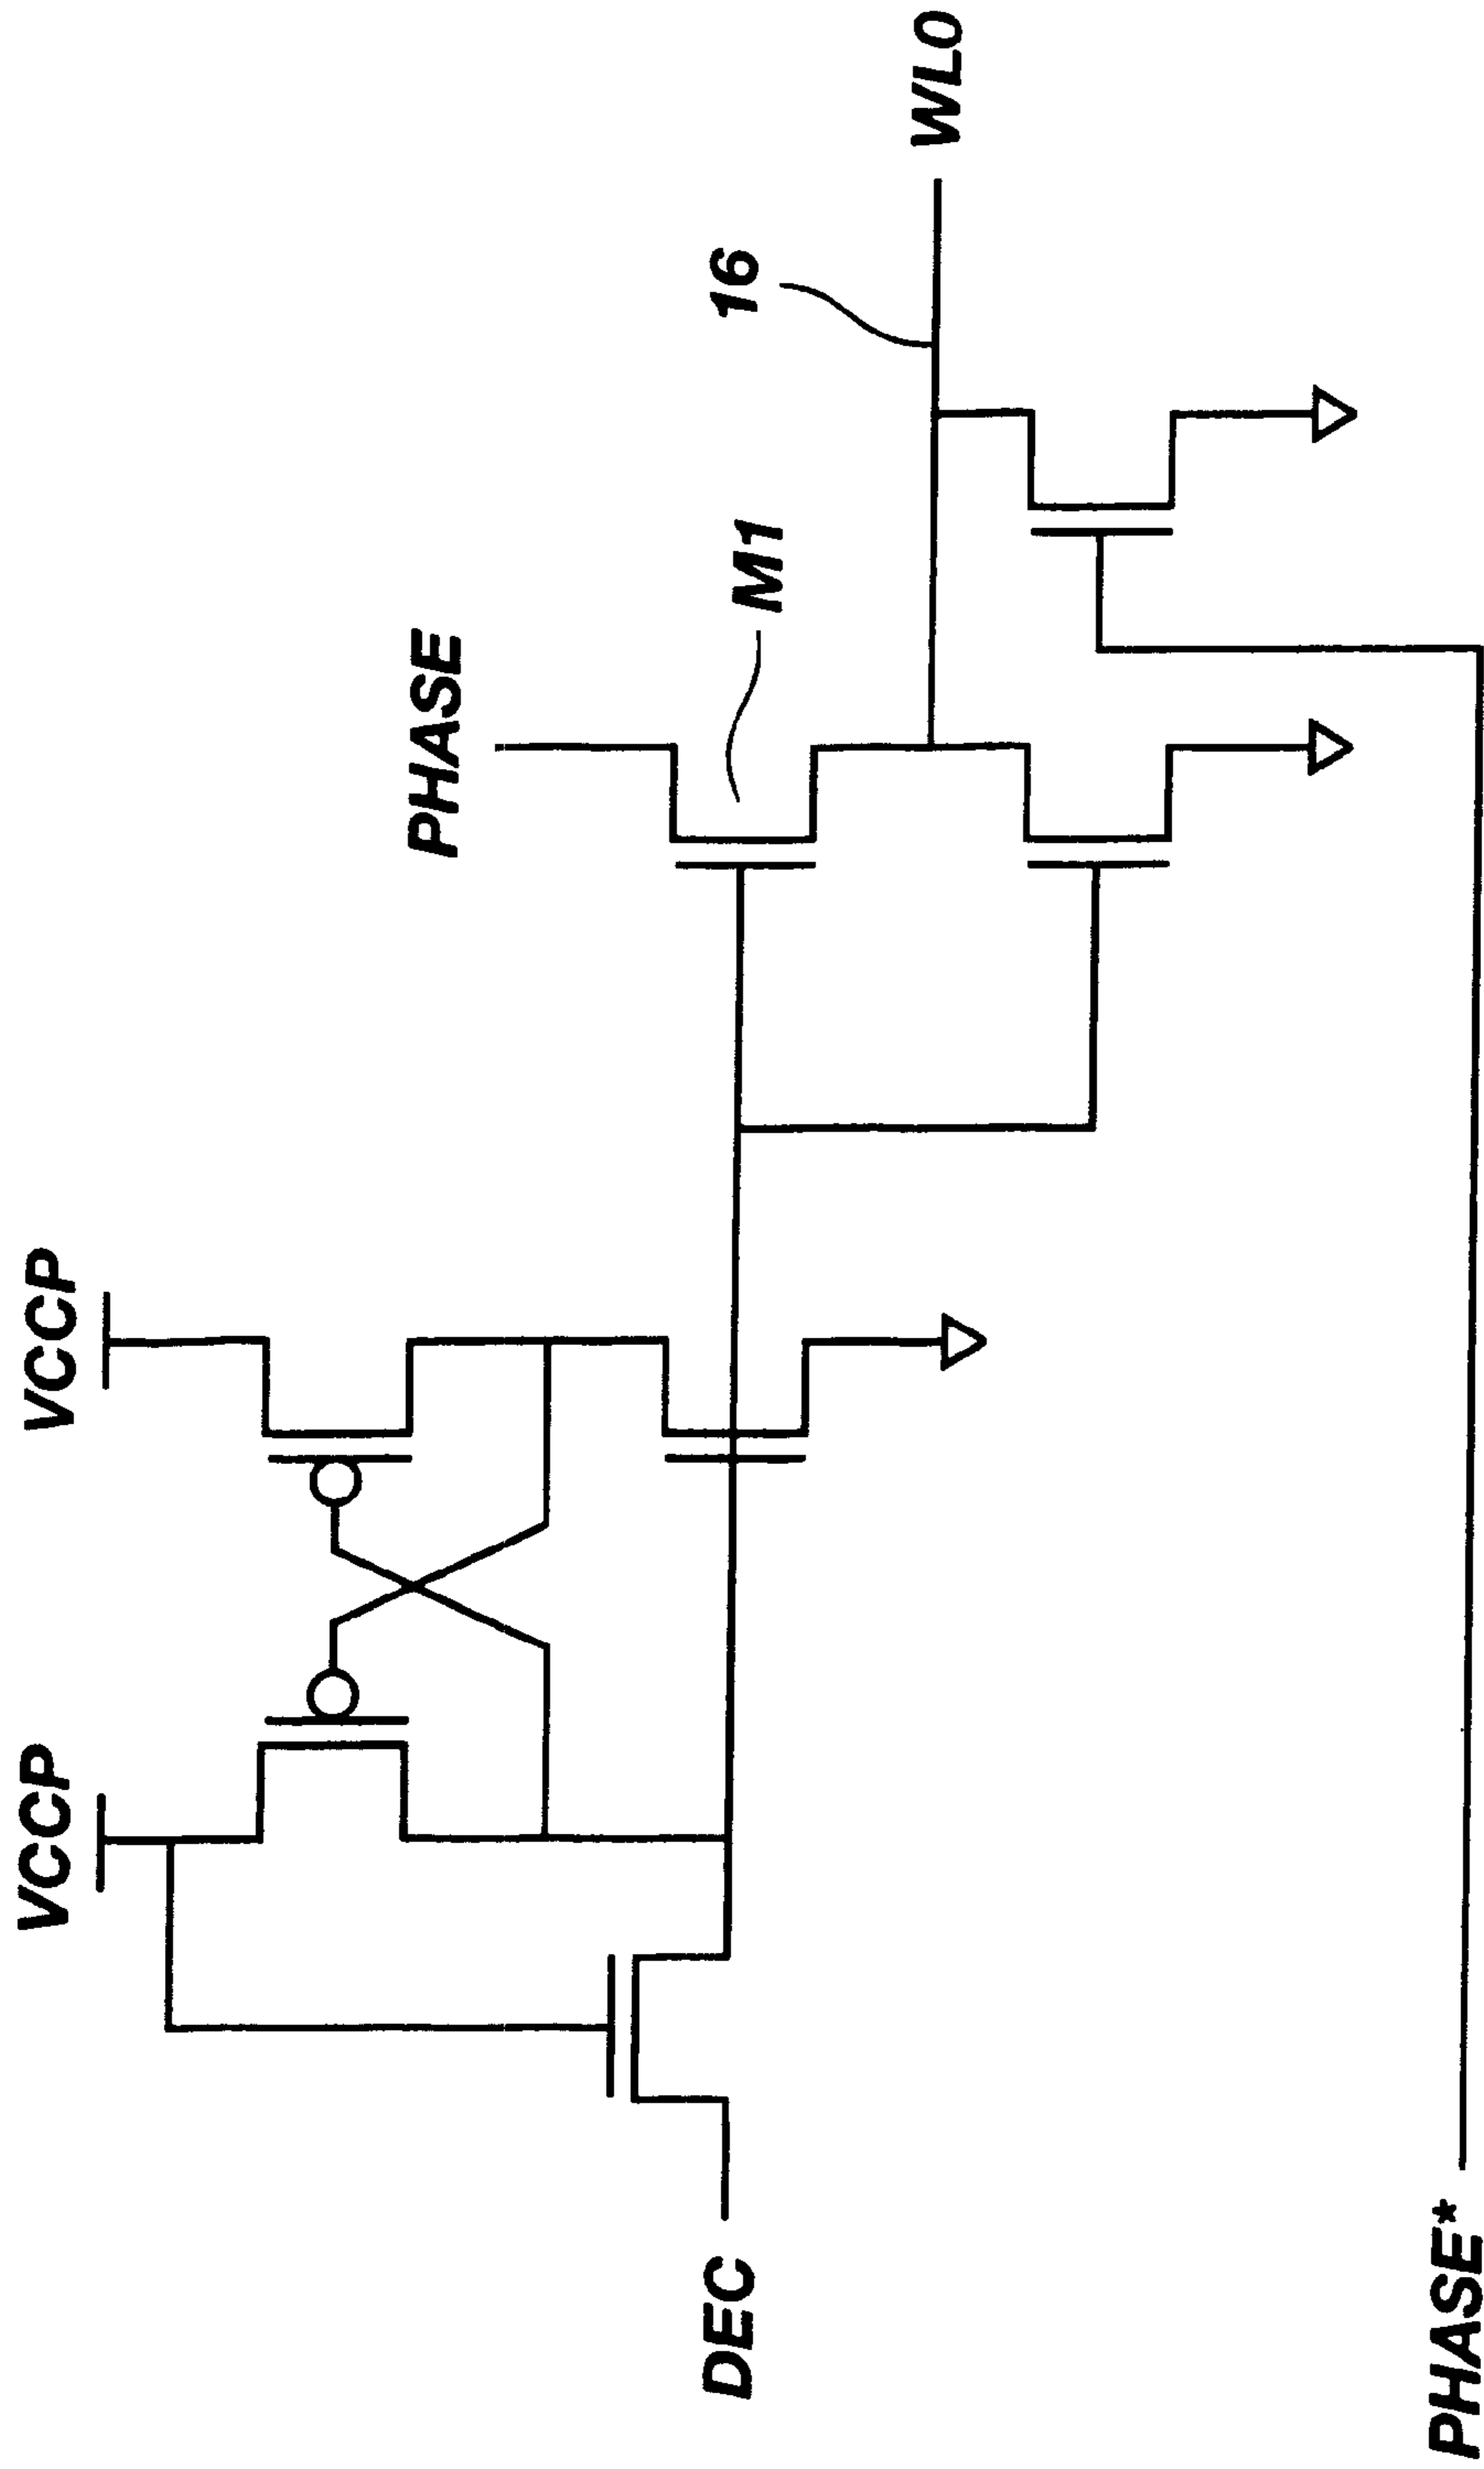 VCCP
VCCP
PHASE
M1
16
WL0
DEC
PHASE*